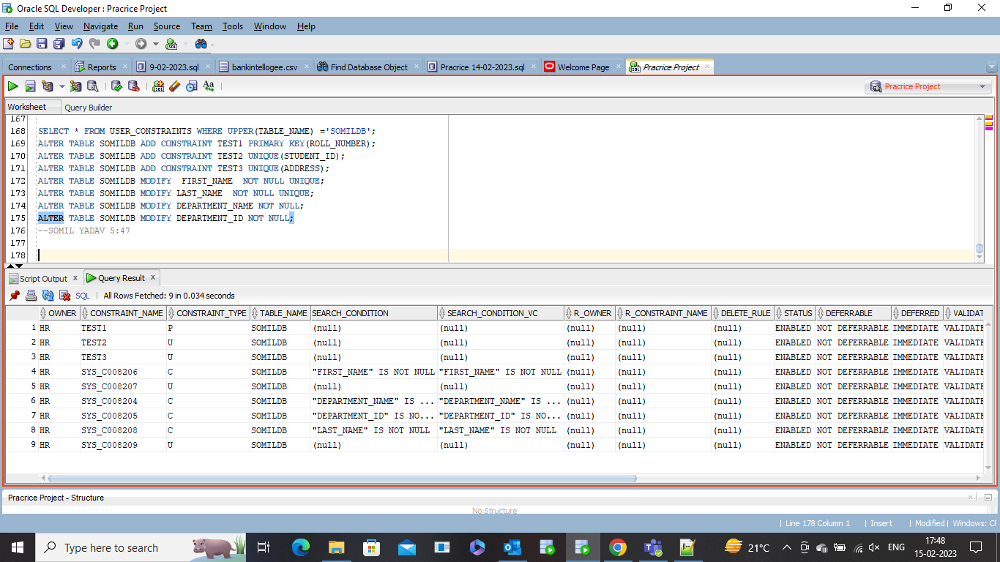 Oracle SQL Developer : Pracrice Project
File Edit View Navigate Run Source Team Tools Window Help
Connections Reports 9-02-2023.sql bankintellogee.csv Find Database Object Pracrice 14-02-2023.sql Welcome Page Pracrice Project
Pracrice Project
Worksheet Query Builder
167
168 SELECT * FROM USER_CONSTRAINTS WHERE UPPER(TABLE_NAME) ='SOMILDB';
169 ALTER TABLE SOMILDB ADD CONSTRAINT TEST1 PRIMARY KEY(ROLL_NUMBER);
170 ALTER TABLE SOMILDB ADD CONSTRAINT TEST2 UNIQUE(STUDENT_ID);
171 ALTER TABLE SOMILDB ADD CONSTRAINT TEST3 UNIQUE(ADDRESS);
172 ALTER TABLE SOMILDB MODIFY  FIRST_NAME  NOT NULL UNIQUE;
173 ALTER TABLE SOMILDB MODIFY LAST_NAME  NOT NULL UNIQUE;
174 ALTER TABLE SOMILDB MODIFY DEPARTMENT_NAME NOT NULL;
175 ALTER TABLE SOMILDB MODIFY DEPARTMENT_ID NOT NULL;
176 --SOMIL YADAV 5:47
177
178
Script Output x Query Result x
SQL | All Rows Fetched: 9 in 0.034 seconds
OWNER CONSTRAINT_NAME CONSTRAINT_TYPE TABLE_NAME SEARCH_CONDITION SEARCH_CONDITION_VC R_OWNER R_CONSTRAINT_NAME DELETE_RULE STATUS DEFERRABLE DEFERRED VALIDAT
1 HR TEST1 P SOMILDB (null) (null) (null) (null) (null) ENABLED NOT DEFERRABLE IMMEDIATE VALIDATE
2 HR TEST2 U SOMILDB (null) (null) (null) (null) (null) ENABLED NOT DEFERRABLE IMMEDIATE VALIDATE
3 HR TEST3 U SOMILDB (null) (null) (null) (null) (null) ENABLED NOT DEFERRABLE IMMEDIATE VALIDATE
4 HR SYS_C008206 C SOMILDB "FIRST_NAME" IS NOT NULL "FIRST_NAME" IS NOT NULL (null) (null) (null) ENABLED NOT DEFERRABLE IMMEDIATE VALIDATE
5 HR SYS_C008207 U SOMILDB (null) (null) (null) (null) (null) ENABLED NOT DEFERRABLE IMMEDIATE VALIDATE
6 HR SYS_C008204 C SOMILDB "DEPARTMENT_NAME" IS ... "DEPARTMENT_NAME" IS ... (null) (null) (null) ENABLED NOT DEFERRABLE IMMEDIATE VALIDATE
7 HR SYS_C008205 C SOMILDB "DEPARTMENT_ID" IS NO... "DEPARTMENT_ID" IS NO... (null) (null) (null) ENABLED NOT DEFERRABLE IMMEDIATE VALIDATE
8 HR SYS_C008208 C SOMILDB "LAST_NAME" IS NOT NULL "LAST_NAME" IS NOT NULL (null) (null) (null) ENABLED NOT DEFERRABLE IMMEDIATE VALIDATE
9 HR SYS_C008209 U SOMILDB (null) (null) (null) (null) (null) ENABLED NOT DEFERRABLE IMMEDIATE VALIDATE
Pracrice Project - Structure
No Structure
| Line 178 Column 1 | Insert | Modified | Windows: CF
Type here to search 21°C ENG 17:48
15-02-2023